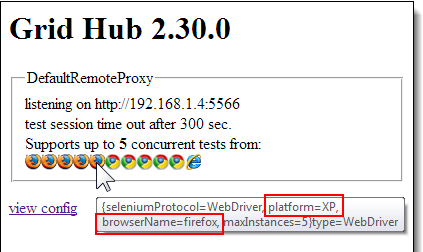 Grid Hub 2.30.0
DefaultRemoteProxy
listening on http://192.168.1.4:5566
test session time out after 300 sec.
Supports up to 5 concurrent tests from:
view config
{seleniumProtocol=WebDriver, platform=XP,
browserName=firefox, maxInstances=5}type=WebDriver